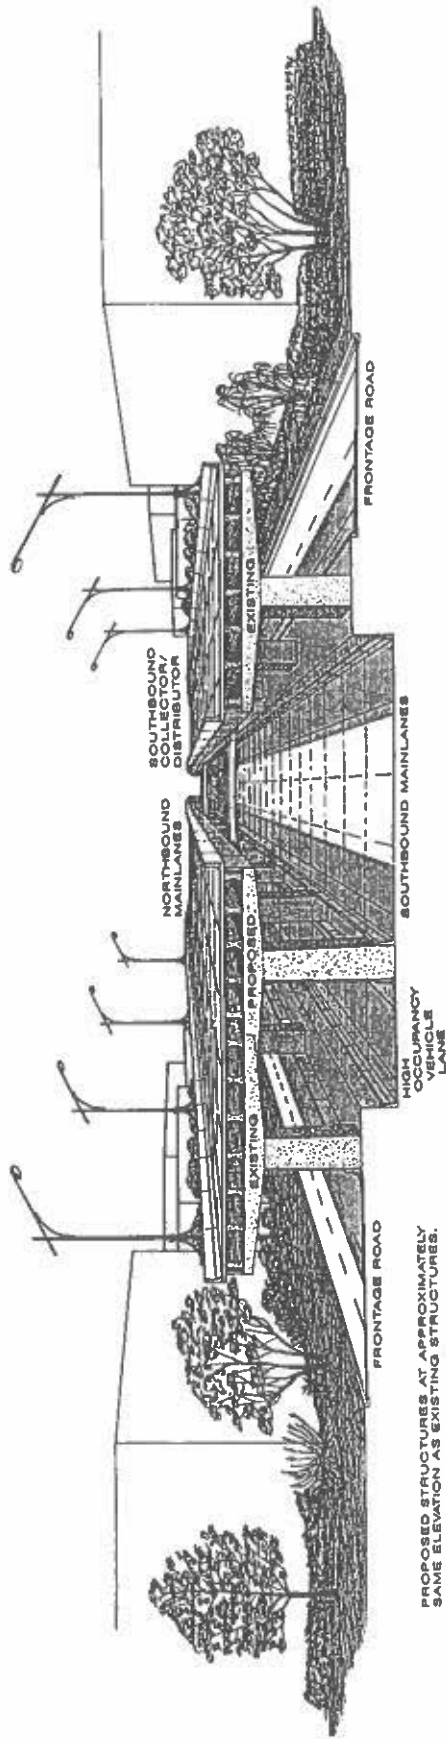 NORTHBOUND
MAINLANES
SOUTHBOUND
COLLECTOR/
DISTRIBUTOR
EXISTING
PROPOSED
EXISTING
FRONTAGE ROAD
HIGH
OCCUPANCY
VEHICLE
LANE
SOUTHBOUND MAINLANES
FRONTAGE ROAD
PROPOSED STRUCTURES AT APPROXIMATELY
SAME ELEVATION AS EXISTING STRUCTURES.